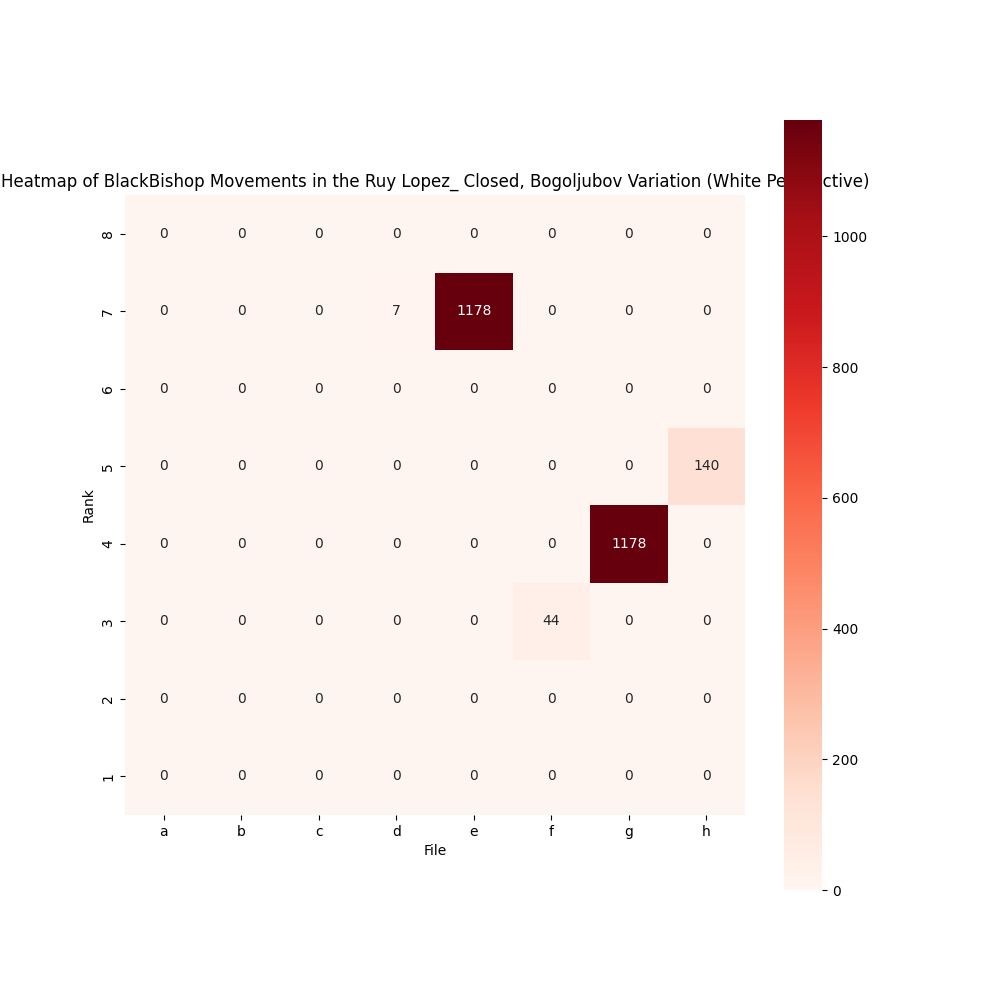 Heatmap of BlackBishop Movements in the Ruy Lopez_ Closed, Bogoljubov Variation (White Pe ctive)
8 0 0 0 0 0 0 0 0
7 0 0 0 7 1178 0 0 0
6 0 0 0 0 0 0 0 0
5 0 0 0 0 0 0 0 140
4 0 0 0 0 0 0 1178 0
3 0 0 0 0 0 44 0 0
2 0 0 0 0 0 0 0 0
1 0 0 0 0 0 0 0 0
a b c d e f g h
File
Rank
1000
800
600
400
200
0